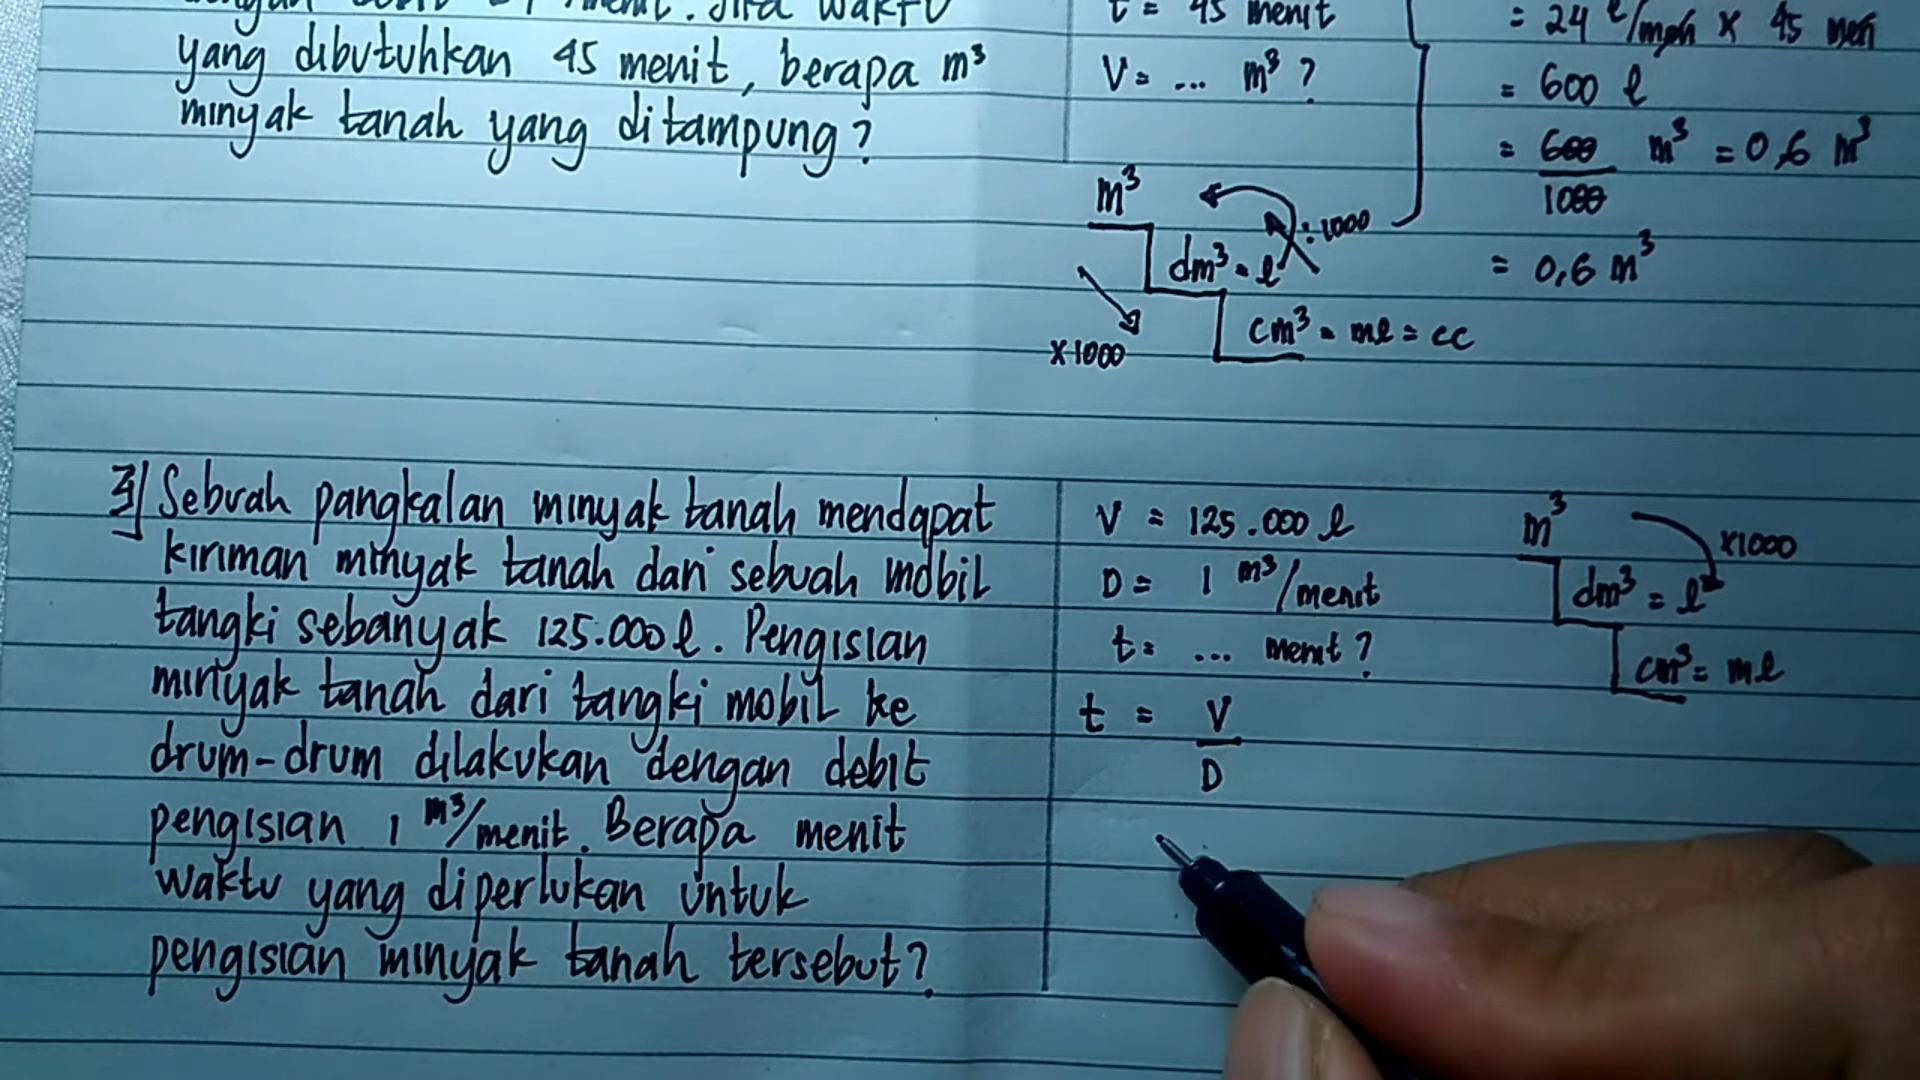 yang dibutuhkan 45 menit, berapa m³
minyak tanah yang ditampung?
t = 45 menit
V = ... m³ ?
= 24 l/menit x 45 menit
= 600 l
= 600/1000 m³ = 0,6 m³
= 0,6 m³
m³
dm³ = l
cm³ = ml = cc
: 1000
x 1000
3] Sebuah pangkalan minyak tanah mendapat
kiriman minyak tanah dari sebuah mobil
tangki sebanyak 125.000 l. Pengisian
minyak tanah dari tangki mobil ke
drum-drum dilakukan dengan debit
pengisian 1 m³/menit. Berapa menit
waktu yang diperlukan untuk
pengisian minyak tanah tersebut?
V = 125.000 l
D = 1 m³/menit
t = ... menit ?
t = V/D
m³
x1000
dm³ = l
cm³ = ml